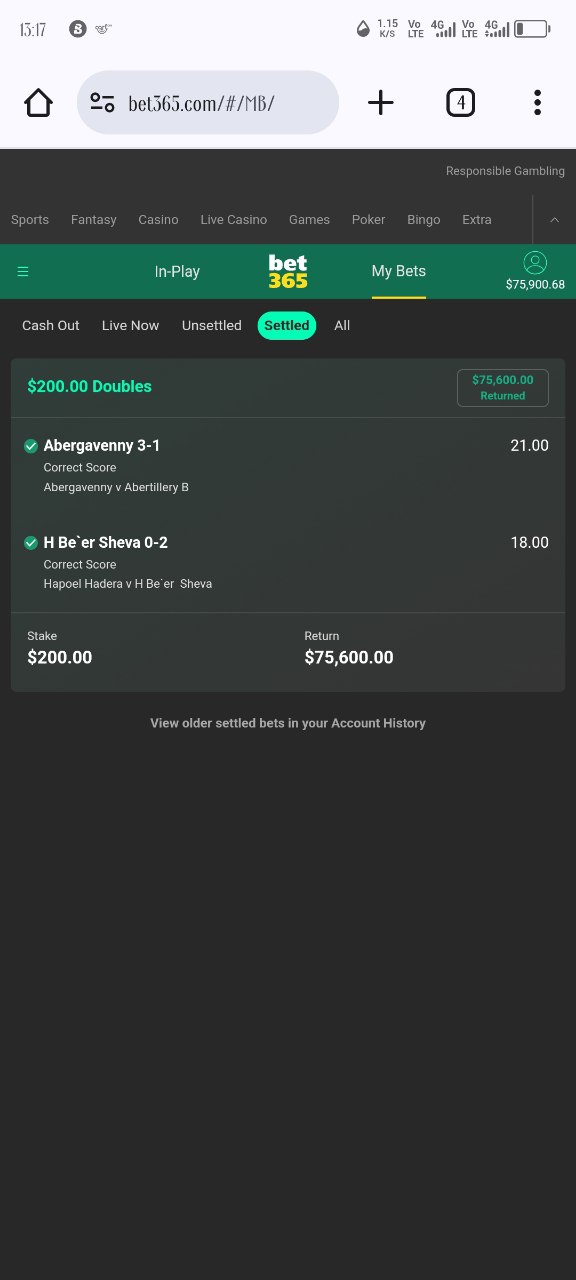 13:17
1.15 K/S Vo LTE 4G Vo LTE 4G
bet365.com/#/MB/
4
Responsible Gambling
Sports Fantasy Casino Live Casino Games Poker Bingo Extra
In-Play bet365 My Bets
$75,900.68
Cash Out Live Now Unsettled Settled All
$200.00 Doubles
$75,600.00
Returned
Abergavenny 3-1 21.00
Correct Score
Abergavenny v Abertillery B
H Be`er Sheva 0-2 18.00
Correct Score
Hapoel Hadera v H Be`er Sheva
Stake Return
$200.00 $75,600.00
View older settled bets in your Account History